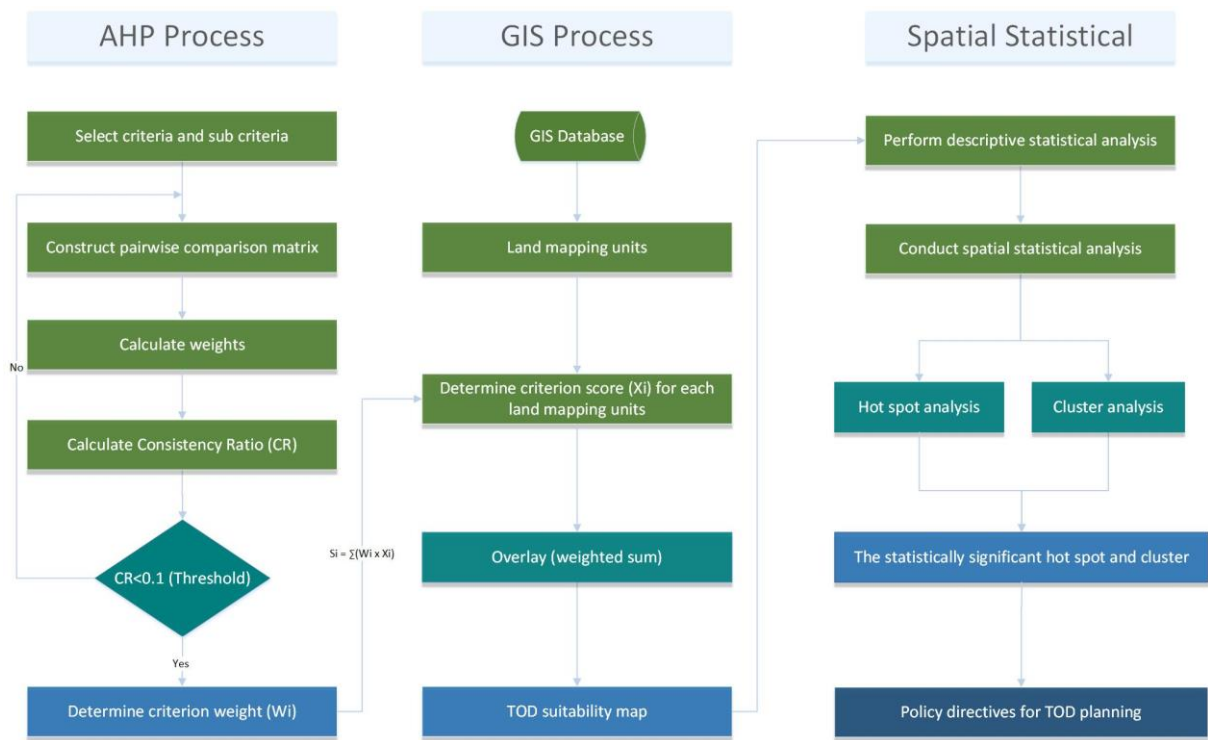 AHP Process
Select criteria and sub criteria
Construct pairwise comparison matrix
Calculate weights
No
Calculate Consistency Ratio (CR)
CR<0.1 (Threshold)
Yes
Determine criterion weight (Wi)
Si = ∑(Wi x Xi)
GIS Process
GIS Database
Land mapping units
Determine criterion score (Xi) for each
land mapping units
Overlay (weighted sum)
TOD suitability map
Spatial Statistical
Perform descriptive statistical analysis
Conduct spatial statistical analysis
Hot spot analysis
Cluster analysis
The statistically significant hot spot and cluster
Policy directives for TOD planning